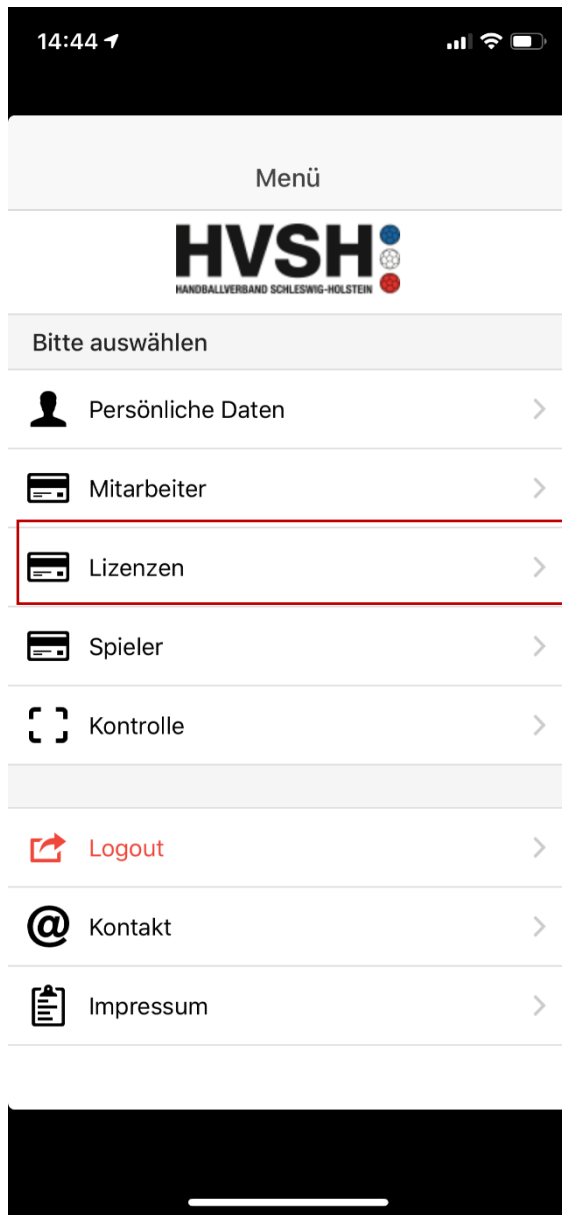 14:44
Menü
HVSH
HANDBALLVERBAND SCHLESWIG-HOLSTEIN
Bitte auswählen
Persönliche Daten
Mitarbeiter
Lizenzen
Spieler
Kontrolle
Logout
@ Kontakt
Impressum